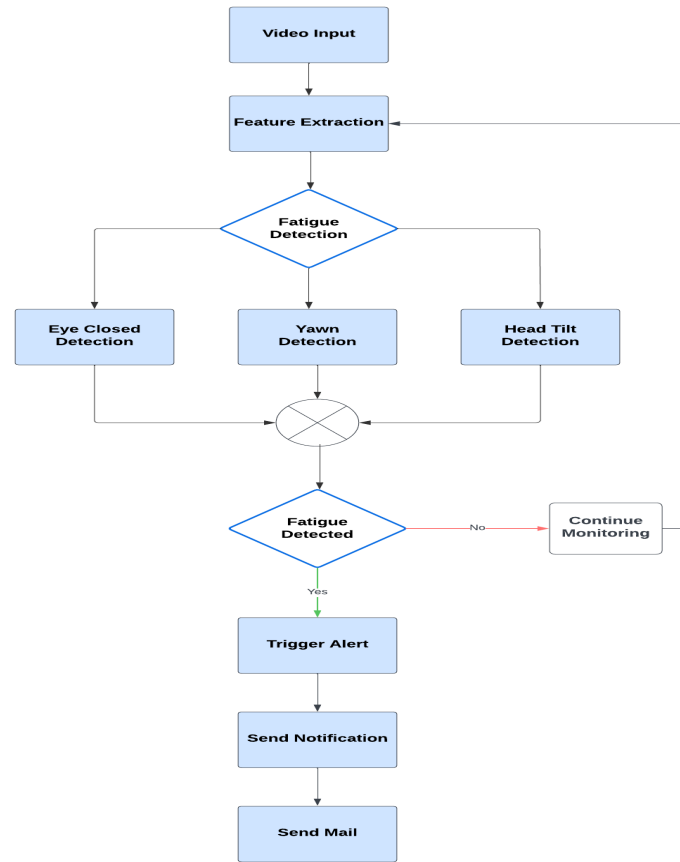 Video Input
Feature Extraction
Fatigue
Detection
Eye Closed
Detection
Yawn
Detection
Head Tilt
Detection
Fatigue
Detected
No
Continue
Monitoring
Yes
Trigger Alert
Send Notification
Send Mail